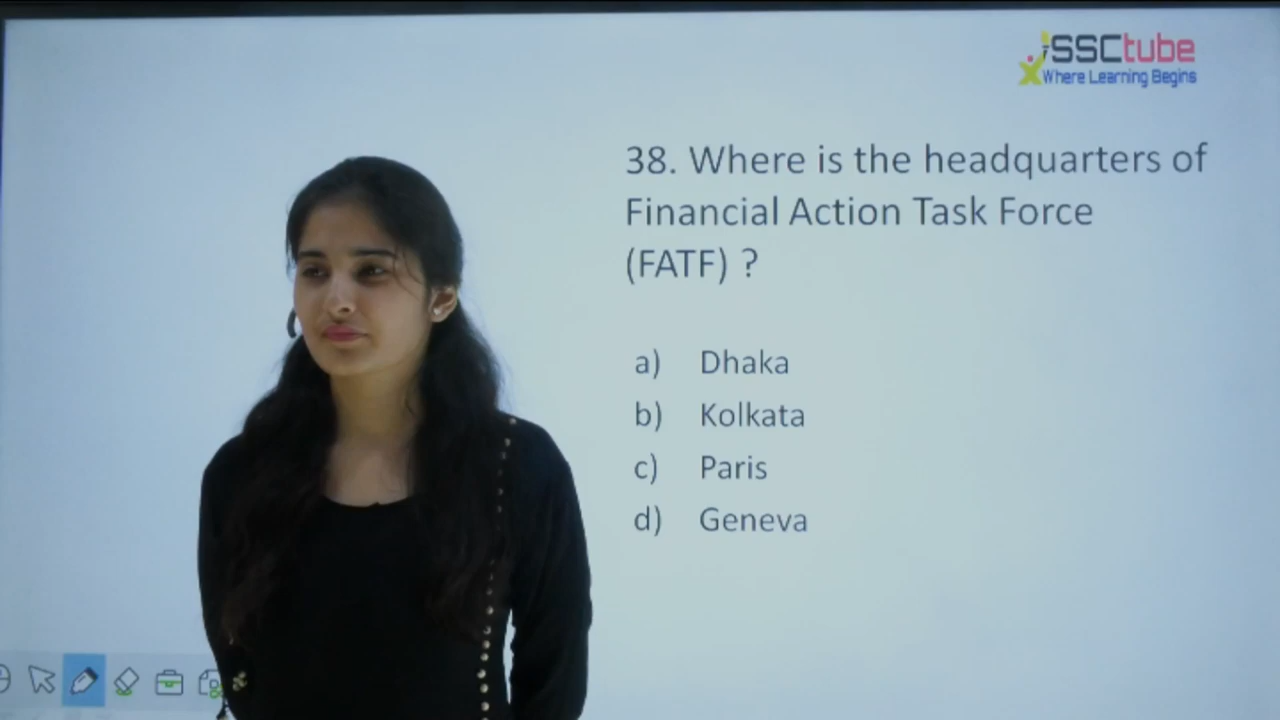 SSCtube
Where Learning Begins
38. Where is the headquarters of
Financial Action Task Force
(FATF) ?
a) Dhaka
b) Kolkata
c) Paris
d) Geneva